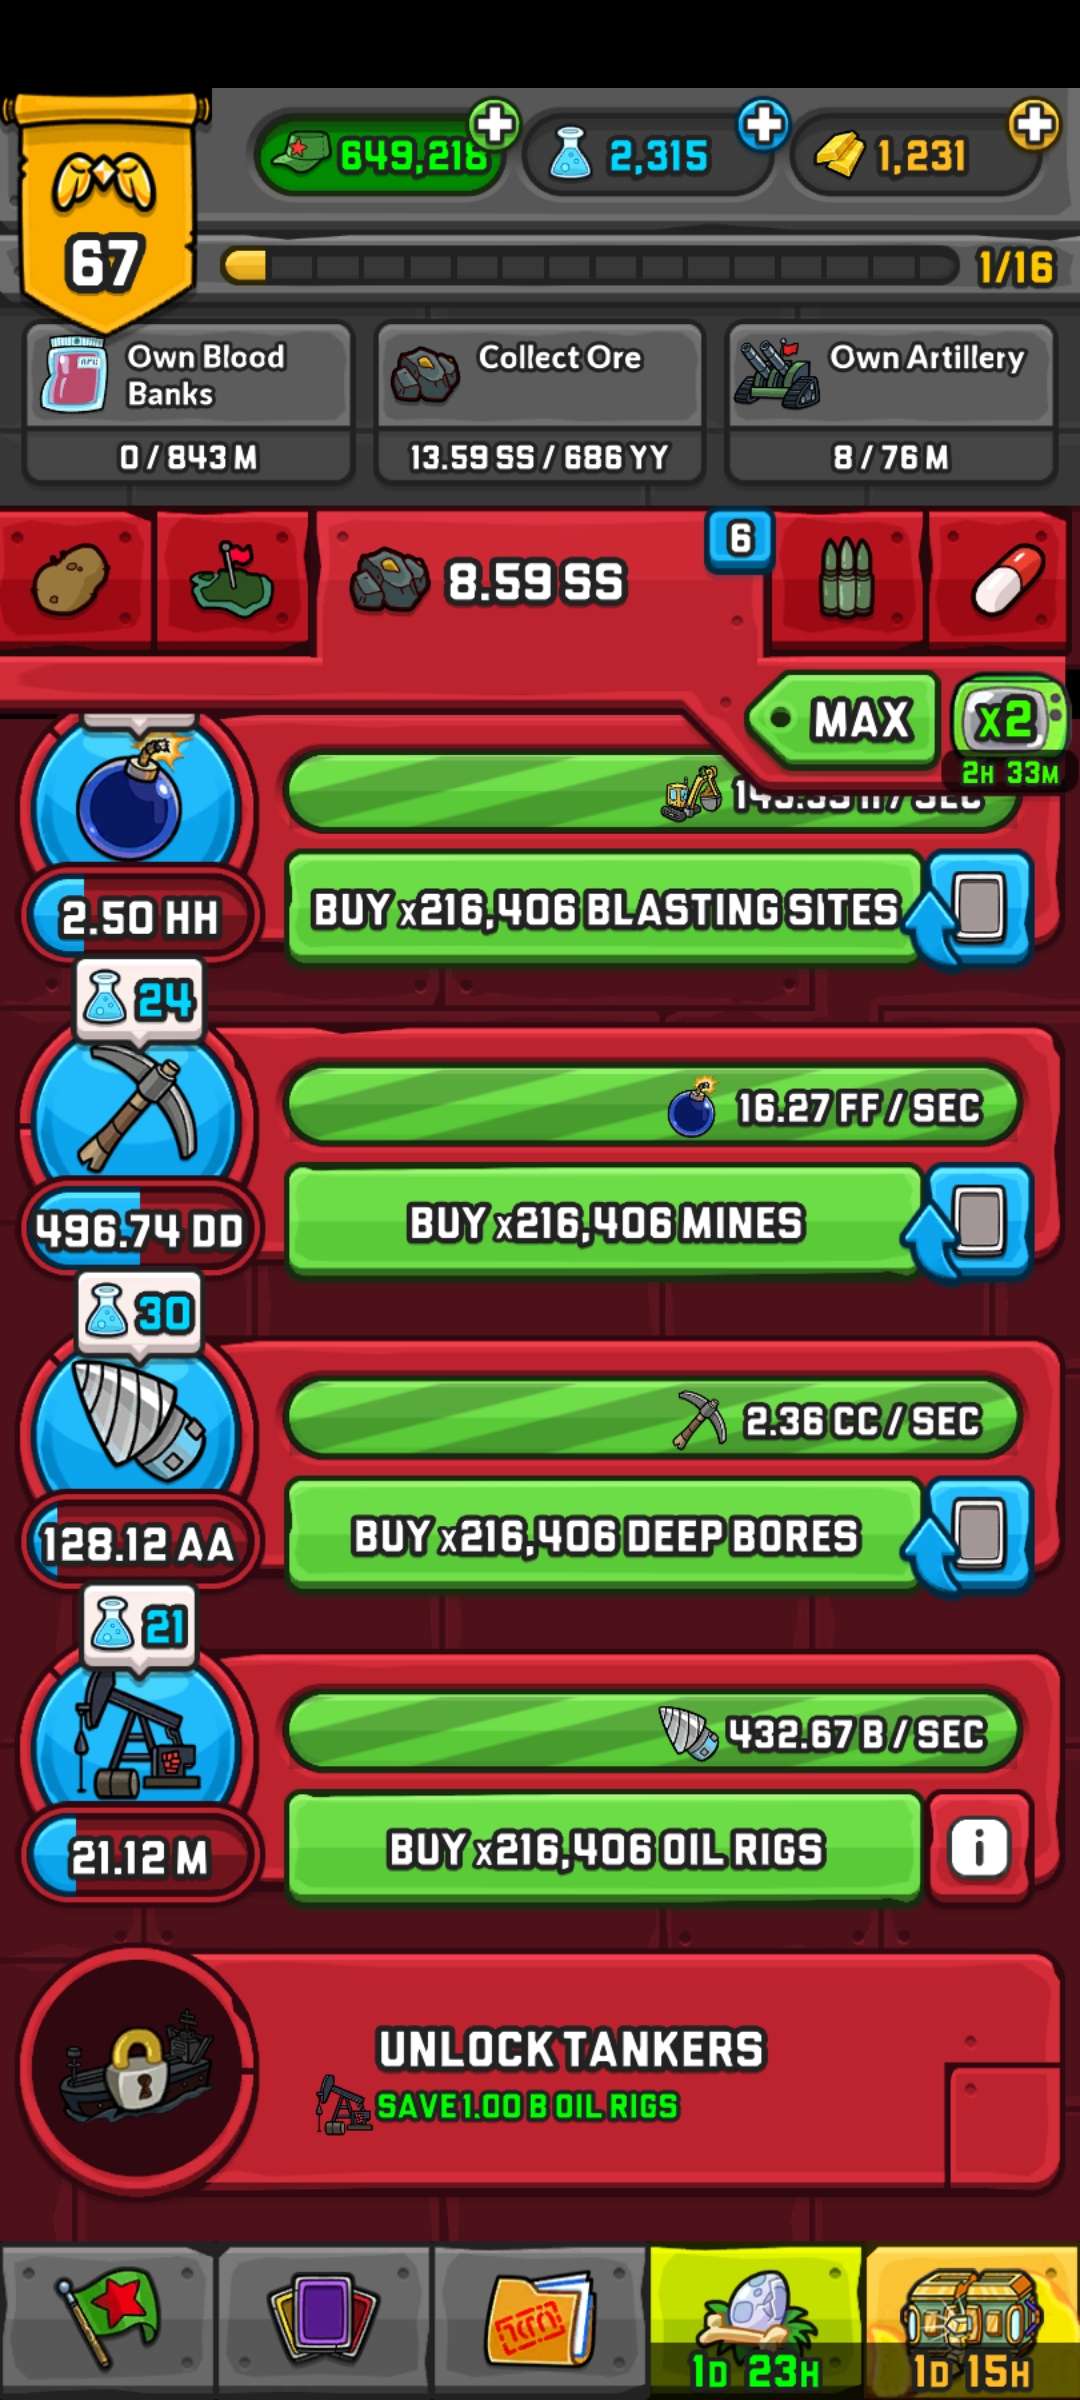 649,218
2,315
1,231
67
1/16
Own Blood Banks
Collect Ore
Own Artillery
0 / 843 M
13.59 SS / 686 YY
8 / 76 M
8.59 SS
6
MAX
x2
2H 33M
/ SEC
BUY x216,406 BLASTING SITES
2.50 HH
24
16.27 FF / SEC
BUY x216,406 MINES
496.74 DD
30
2.36 CC / SEC
BUY x216,406 DEEP BORES
128.12 AA
21
432.67 B / SEC
BUY x216,406 OIL RIGS
i
21.12 M
UNLOCK TANKERS
SAVE 1.00 B OIL RIGS
1D 23H
1D 15H